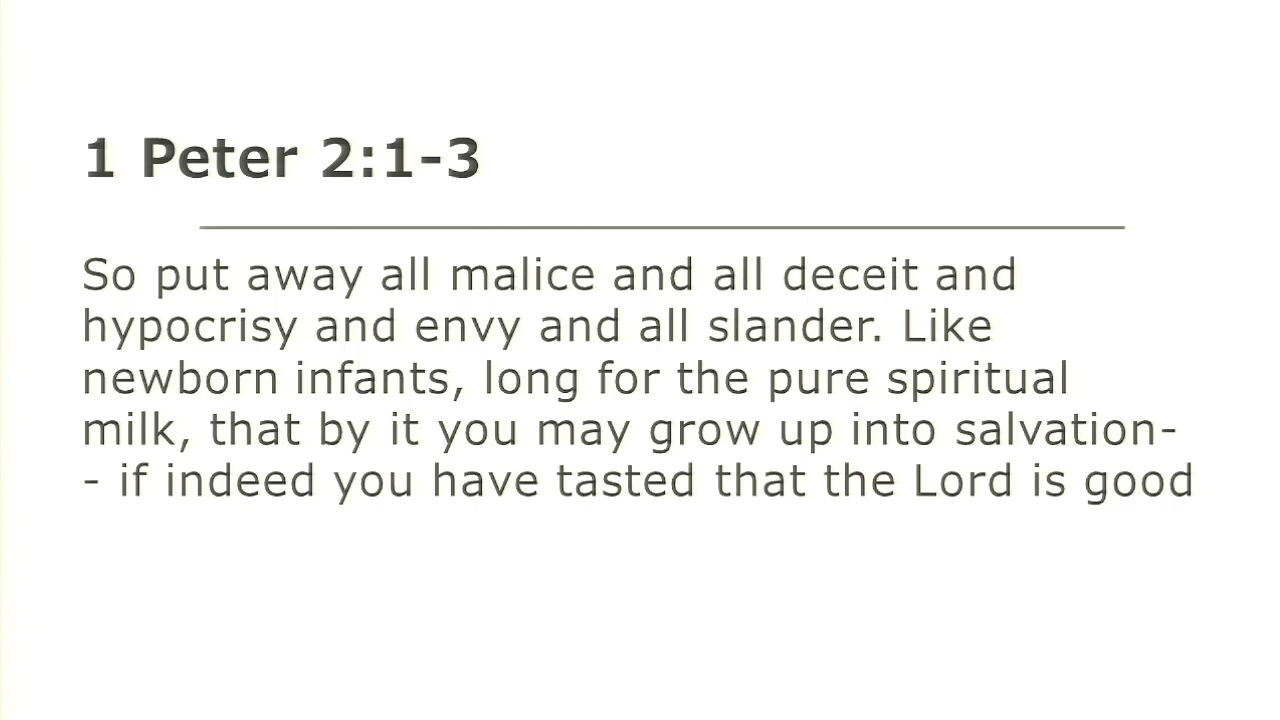 1 Peter 2:1-3
So put away all malice and all deceit and
hypocrisy and envy and all slander. Like
newborn infants, long for the pure spiritual
milk, that by it you may grow up into salvation-
- if indeed you have tasted that the Lord is good